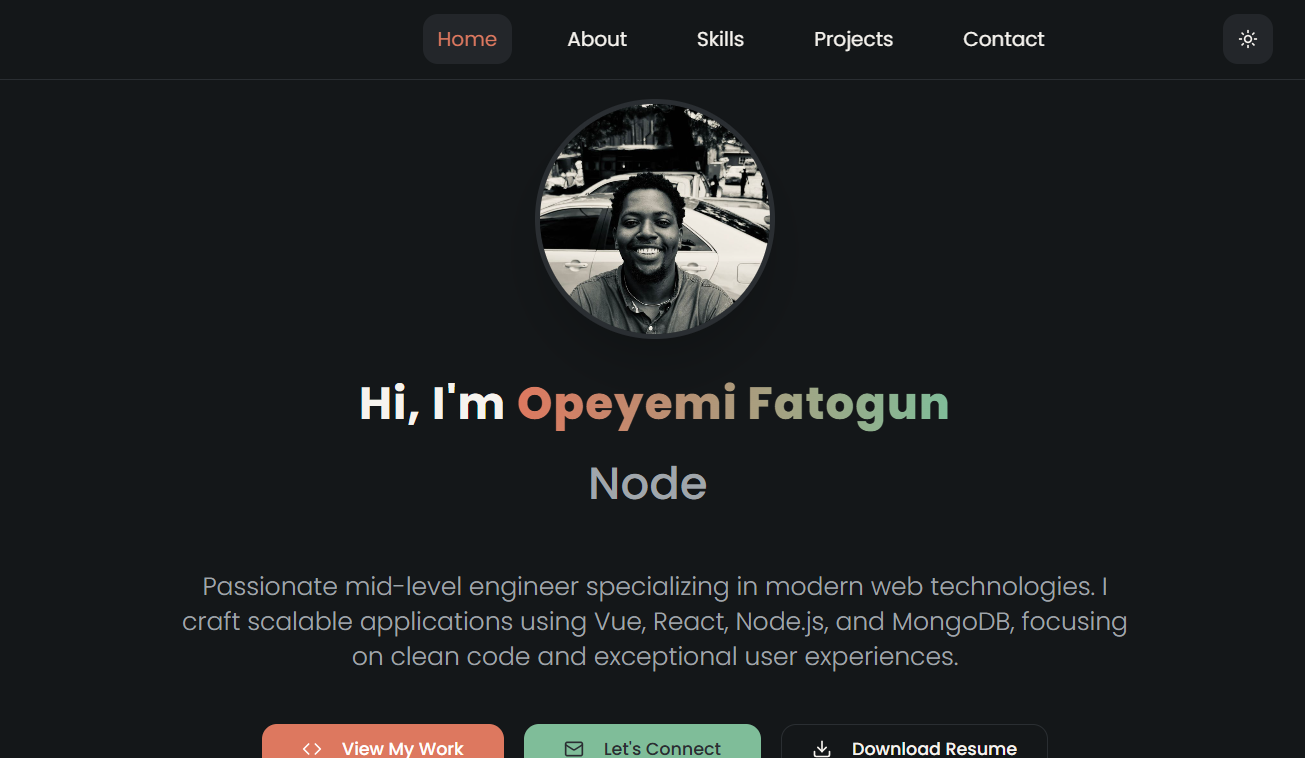 Home About Skills Projects Contact
Hi, I'm Opeyemi Fatogun
Node
Passionate mid-level engineer specializing in modern web technologies. I
craft scalable applications using Vue, React, Node.js, and MongoDB, focusing
on clean code and exceptional user experiences.
View My Work Let's Connect Download Resume